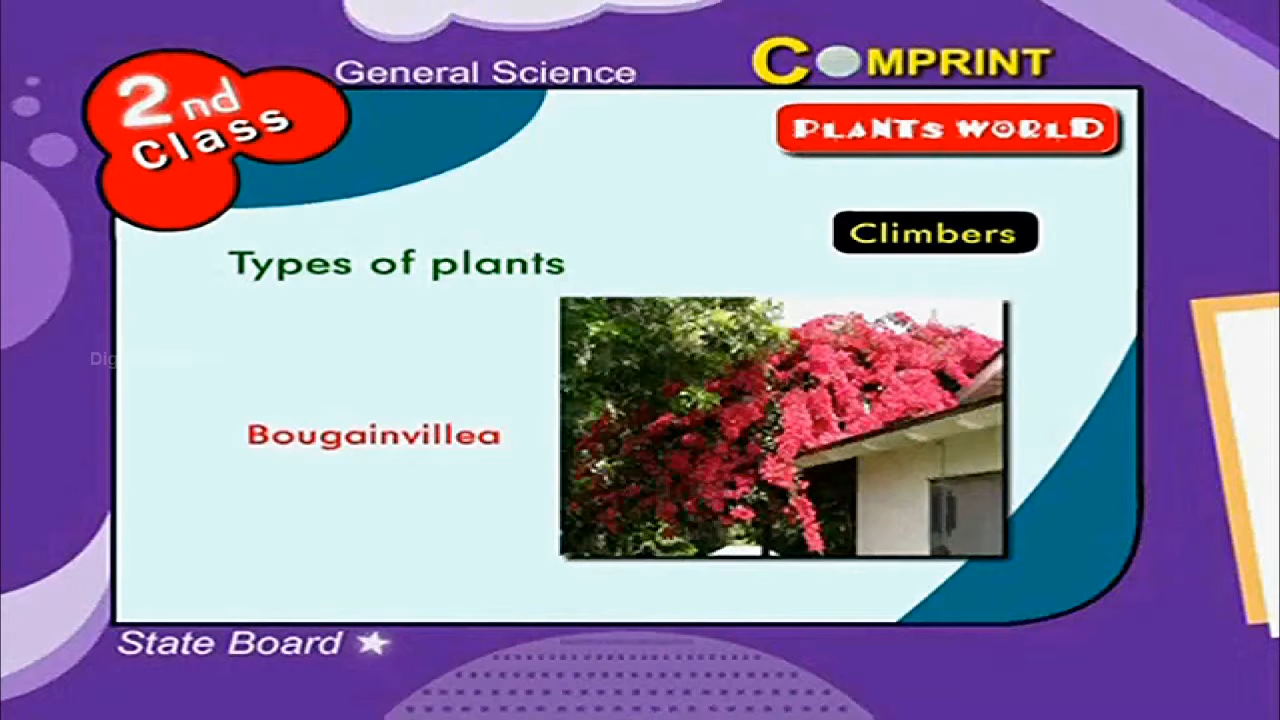 General Science
COMPRINT
2nd
Class
PLANTS WORLD
Climbers
Types of plants
Bougainvillea
State Board